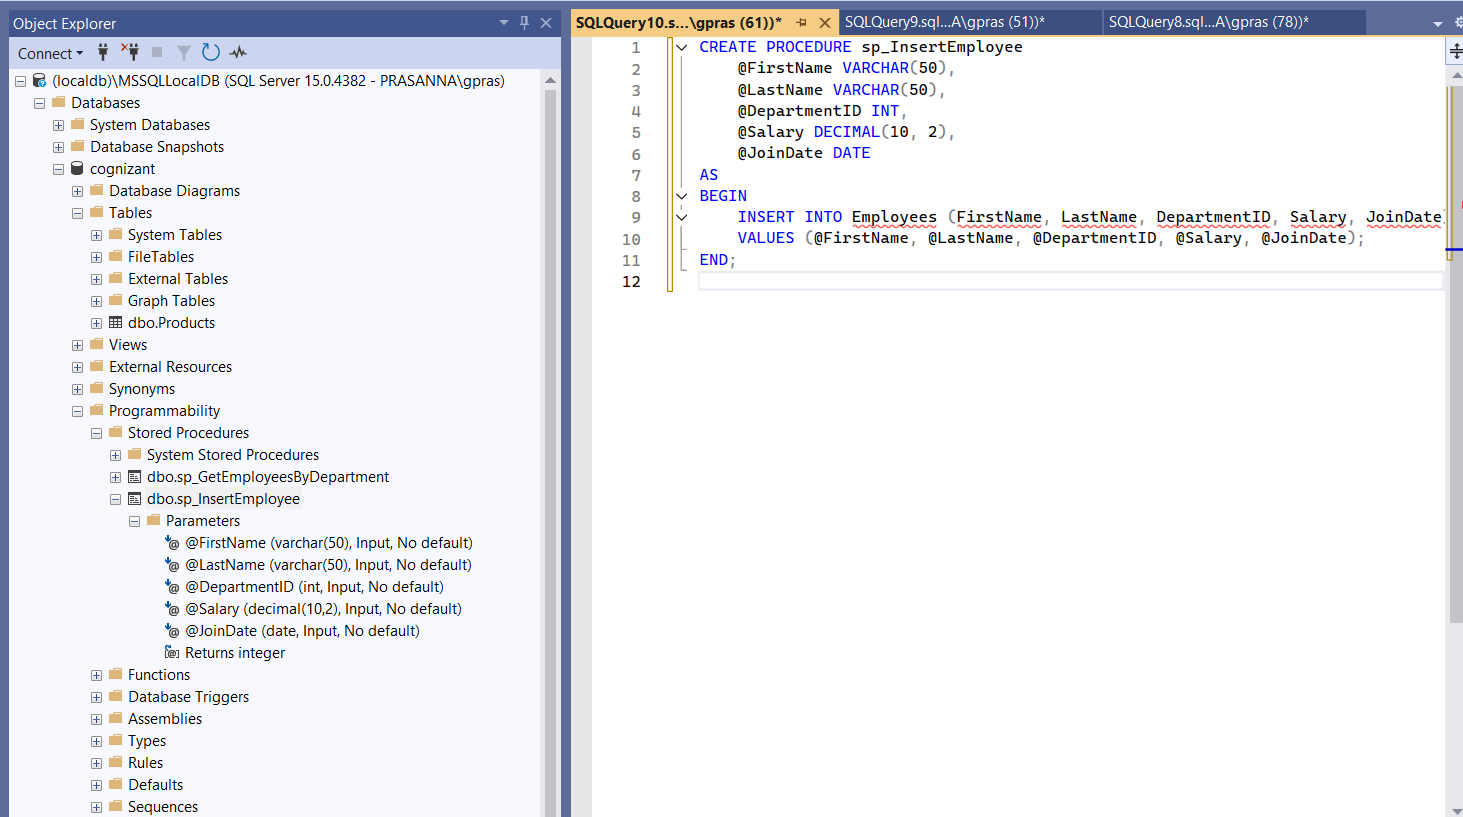 Object Explorer
Connect
(localdb)\MSSQLLocalDB (SQL Server 15.0.4382 - PRASANNA\gpras)
Databases
System Databases
Database Snapshots
cognizant
Database Diagrams
Tables
System Tables
FileTables
External Tables
Graph Tables
dbo.Products
Views
External Resources
Synonyms
Programmability
Stored Procedures
System Stored Procedures
dbo.sp_GetEmployeesByDepartment
dbo.sp_InsertEmployee
Parameters
@FirstName (varchar(50), Input, No default)
@LastName (varchar(50), Input, No default)
@DepartmentID (int, Input, No default)
@Salary (decimal(10,2), Input, No default)
@JoinDate (date, Input, No default)
Returns integer
Functions
Database Triggers
Assemblies
Types
Rules
Defaults
Sequences
SQLQuery10.s...\gpras (61))* SQLQuery9.sql...A\gpras (51))* SQLQuery8.sql...A\gpras (78))*
1 CREATE PROCEDURE sp_InsertEmployee
2 @FirstName VARCHAR(50),
3 @LastName VARCHAR(50),
4 @DepartmentID INT,
5 @Salary DECIMAL(10, 2),
6 @JoinDate DATE
7 AS
8 BEGIN
9 INSERT INTO Employees (FirstName, LastName, DepartmentID, Salary, JoinDate)
10 VALUES (@FirstName, @LastName, @DepartmentID, @Salary, @JoinDate);
11 END;
12